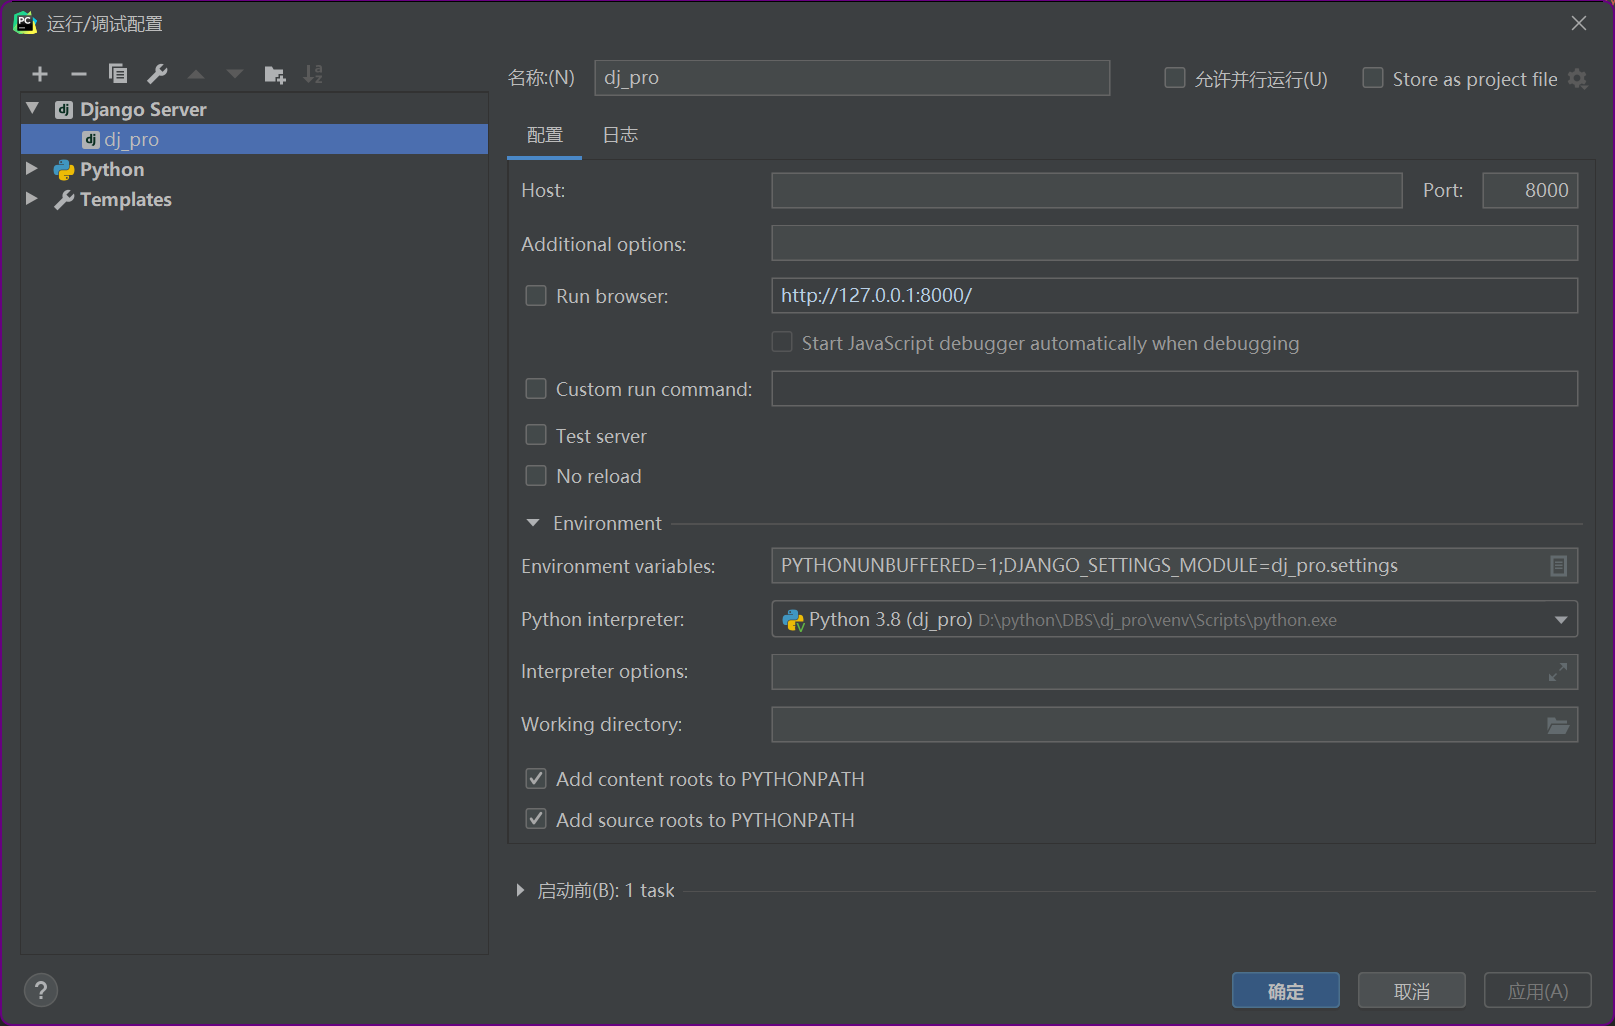 运行/调试配置
名称:(N) dj_pro 允许并行运行(U) Store as project file
Django Server
dj_pro
Python
Templates
配置 日志
Host: Port: 8000
Additional options:
Run browser: http://127.0.0.1:8000/
Start JavaScript debugger automatically when debugging
Custom run command:
Test server
No reload
Environment
Environment variables: PYTHONUNBUFFERED=1;DJANGO_SETTINGS_MODULE=dj_pro.settings
Python interpreter: Python 3.8 (dj_pro) D:\python\DBS\dj_pro\venv\Scripts\python.exe
Interpreter options:
Working directory:
Add content roots to PYTHONPATH
Add source roots to PYTHONPATH
启动前(B): 1 task
? 确定 取消 应用(A)